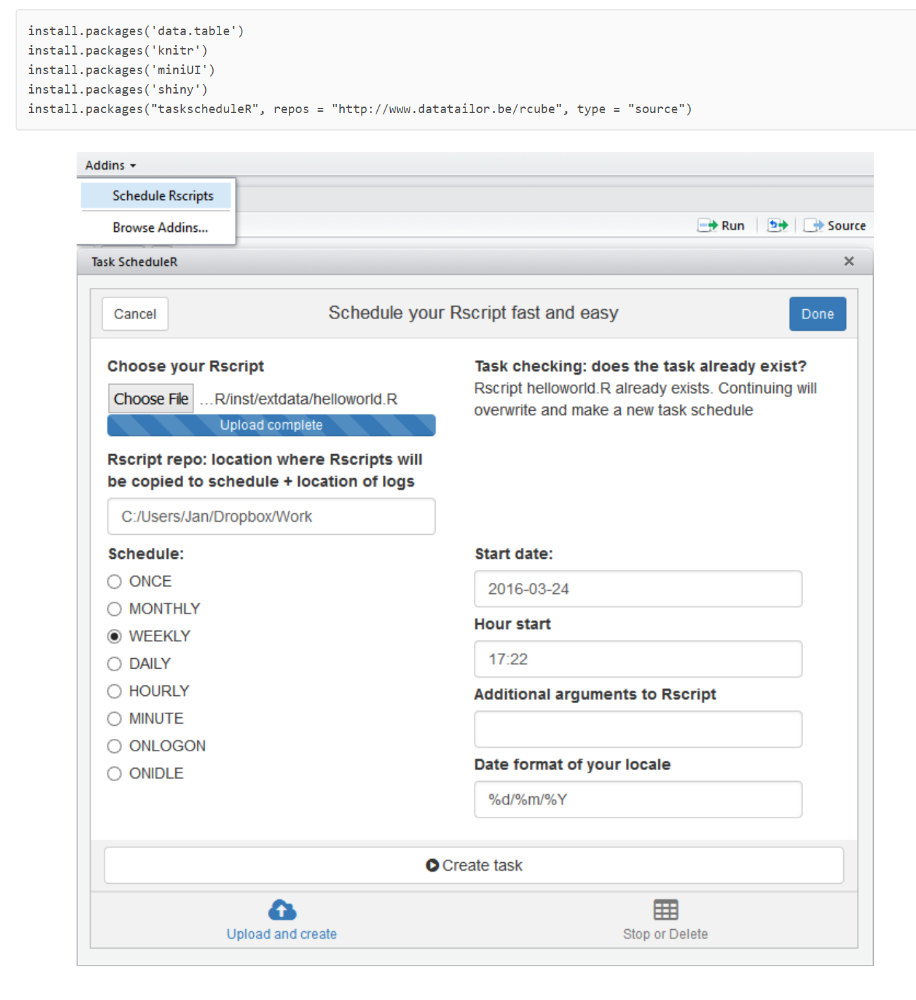 install.packages('data.table')
install.packages('knitr')
install.packages('miniUI')
install.packages('shiny')
install.packages("taskscheduleR", repos = "http://www.datatailor.be/rcube", type = "source")
Addins
Schedule Rscripts
Browse Addins...
Run
Source
Task ScheduleR
Cancel
Schedule your Rscript fast and easy
Done
Choose your Rscript
Choose File ...R/inst/extdata/helloworld.R
Upload complete
Task checking: does the task already exist?
Rscript helloworld.R already exists. Continuing will
overwrite and make a new task schedule
Rscript repo: location where Rscripts will
be copied to schedule + location of logs
C:/Users/Jan/Dropbox/Work
Schedule:
ONCE
MONTHLY
WEEKLY
DAILY
HOURLY
MINUTE
ONLOGON
ONIDLE
Start date:
2016-03-24
Hour start
17:22
Additional arguments to Rscript
Date format of your locale
%d/%m/%Y
Create task
Upload and create
Stop or Delete